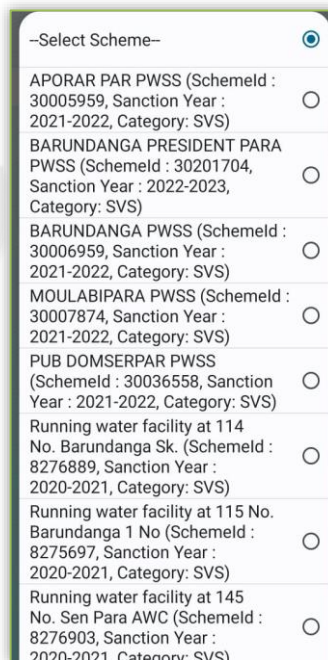 --Select Scheme--
APORAR PAR PWSS (SchemeId :
30005959, Sanction Year :
2021-2022, Category: SVS)
BARUNDANGA PRESIDENT PARA
PWSS (SchemeId : 30201704,
Sanction Year : 2022-2023,
Category: SVS)
BARUNDANGA PWSS (SchemeId :
30006959, Sanction Year :
2021-2022, Category: SVS)
MOULABIPARA PWSS (SchemeId :
30007874, Sanction Year :
2021-2022, Category: SVS)
PUB DOMSERPAR PWSS
(SchemeId : 30036558, Sanction
Year : 2021-2022, Category: SVS)
Running water facility at 114
No. Barundanga Sk. (SchemeId :
8276889, Sanction Year :
2020-2021, Category: SVS)
Running water facility at 115 No.
Barundanga 1 No (SchemeId :
8275697, Sanction Year :
2020-2021, Category: SVS)
Running water facility at 145
No. Sen Para AWC (SchemeId :
8276903, Sanction Year :
2020-2021, Category: SVS)